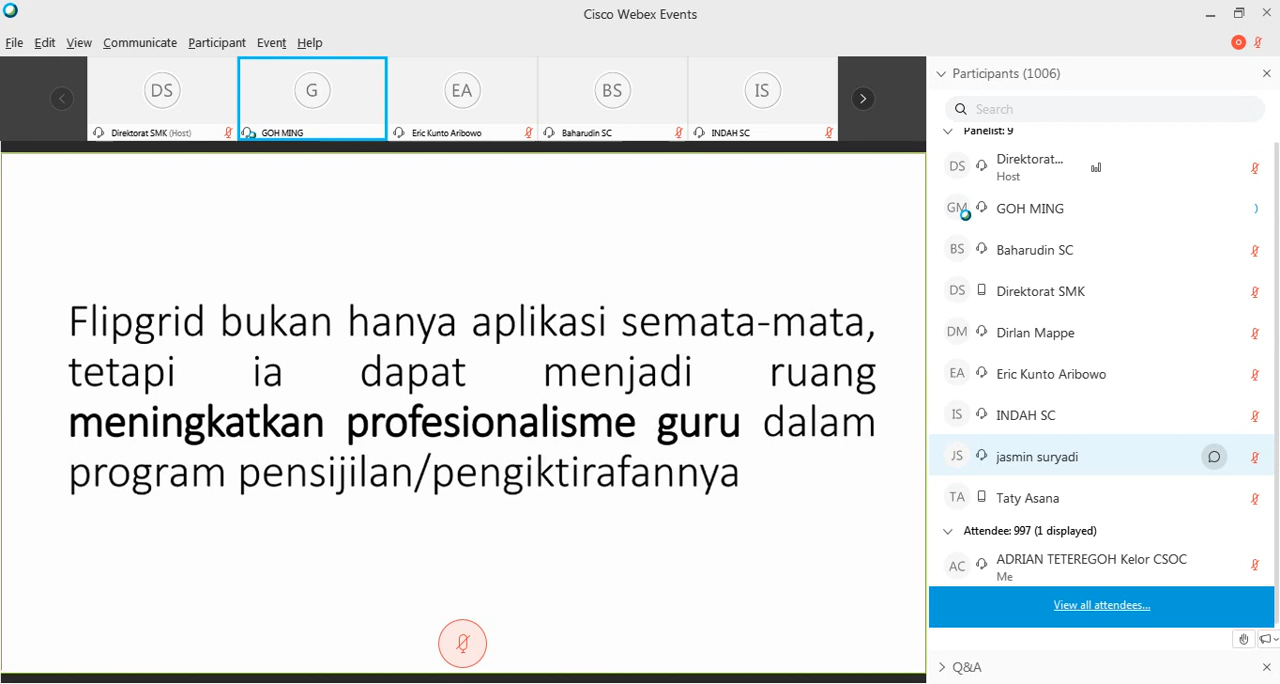 Cisco Webex Events
File Edit View Communicate Participant Event Help
DS G EA BS IS
Direktorat SMK (Host) GOH MING Eric Kunto Aribowo Baharudin SC INDAH SC
Flipgrid bukan hanya aplikasi semata-mata,
tetapi ia dapat menjadi ruang
meningkatkan profesionalisme guru dalam
program pensijilan/pengiktirafannya
Participants (1006)
Search
Panelist: 9
DS Direktorat...
Host
GM GOH MING
BS Baharudin SC
DS Direktorat SMK
DM Dirlan Mappe
EA Eric Kunto Aribowo
IS INDAH SC
JS jasmin suryadi
TA Taty Asana
Attendee: 997 (1 displayed)
AC ADRIAN TETEREGOH Kelor CSOC
Me
View all attendees...
Q&A